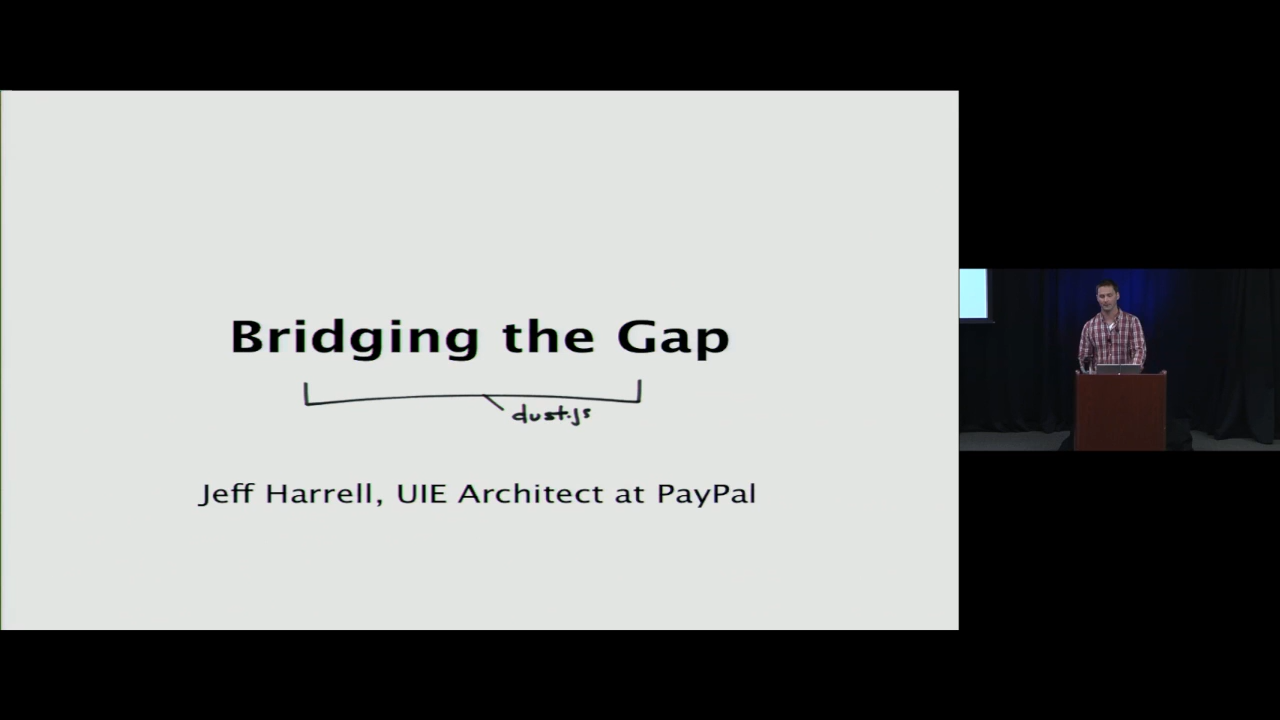 Bridging the Gap
dust.js
Jeff Harrell, UIE Architect at PayPal